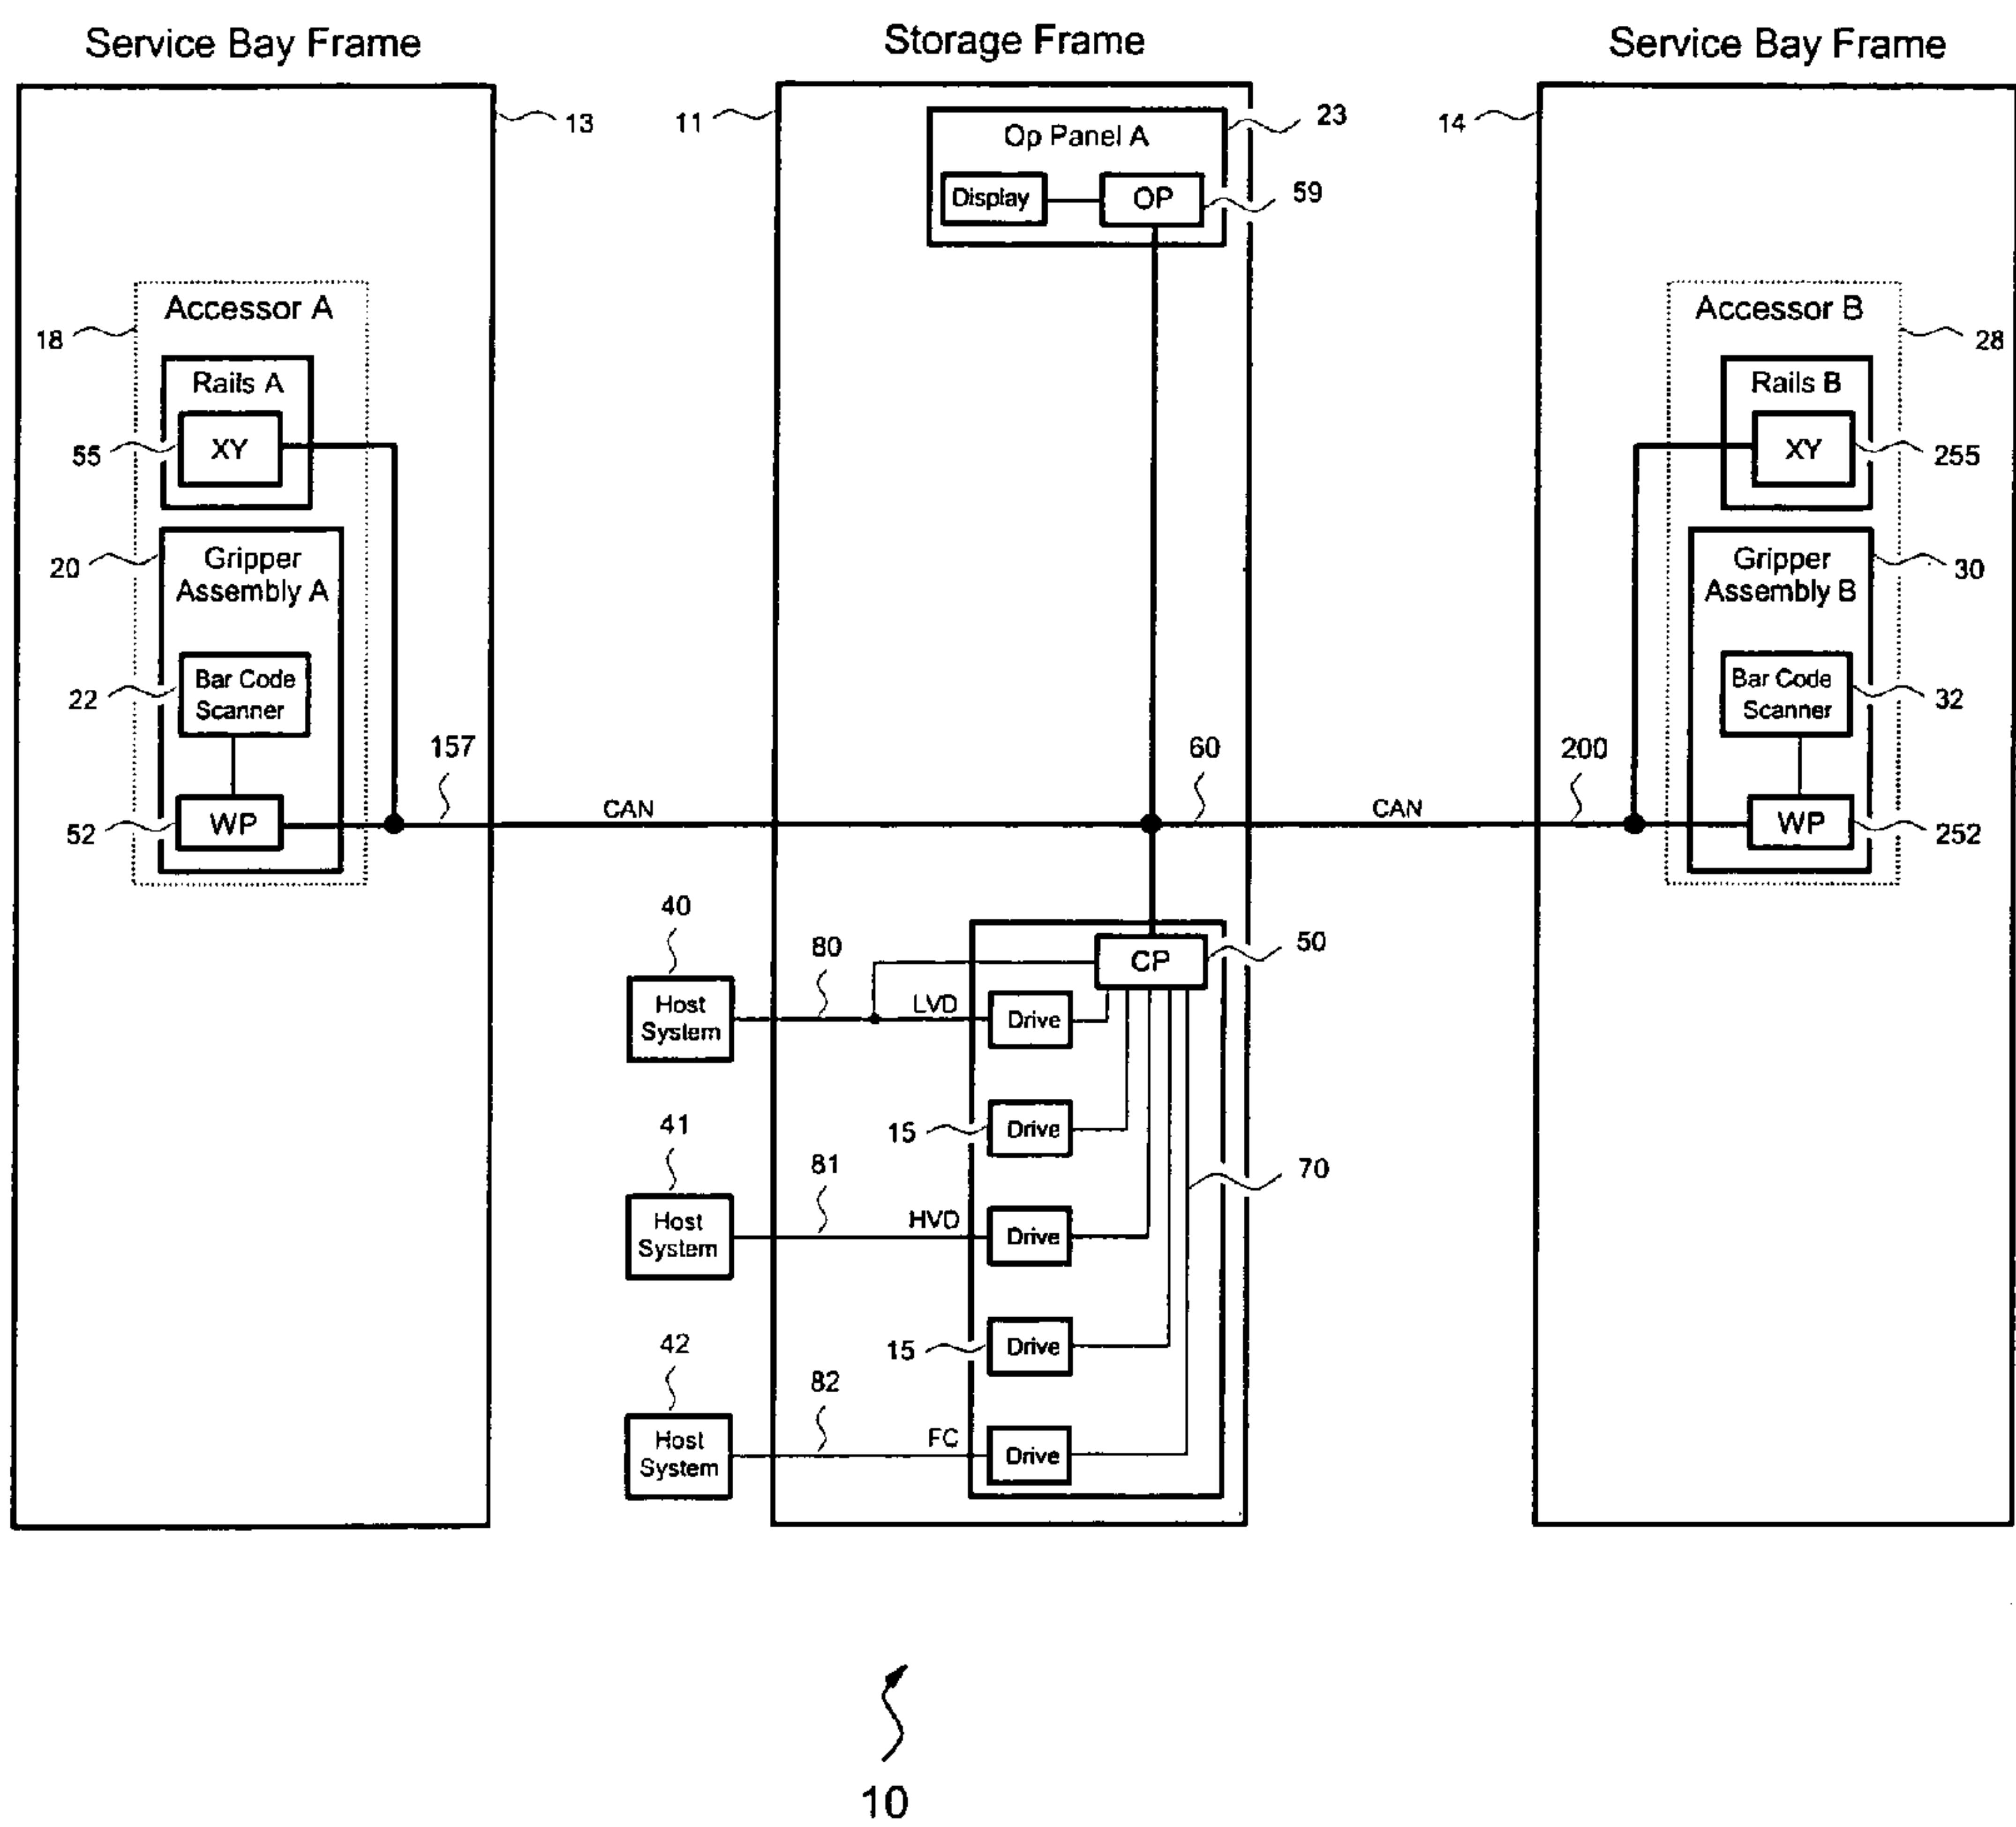 Service Bay Frame
Storage Frame
Service Bay Frame
13
11
Op Panel A
23
14
Display
OP
59
Accessor A
18
Rails A
XY
55
Gripper
Assembly A
20
Bar Code
Scanner
22
WP
52
157
CAN
60
CAN
200
Accessor B
28
Rails B
XY
255
Gripper
Assembly B
30
Bar Code
Scanner
32
WP
252
40
80
CP
50
Host
System
LVD
Drive
15
Drive
41
81
70
Host
System
HVD
Drive
15
Drive
42
82
Host
System
FC
Drive
10